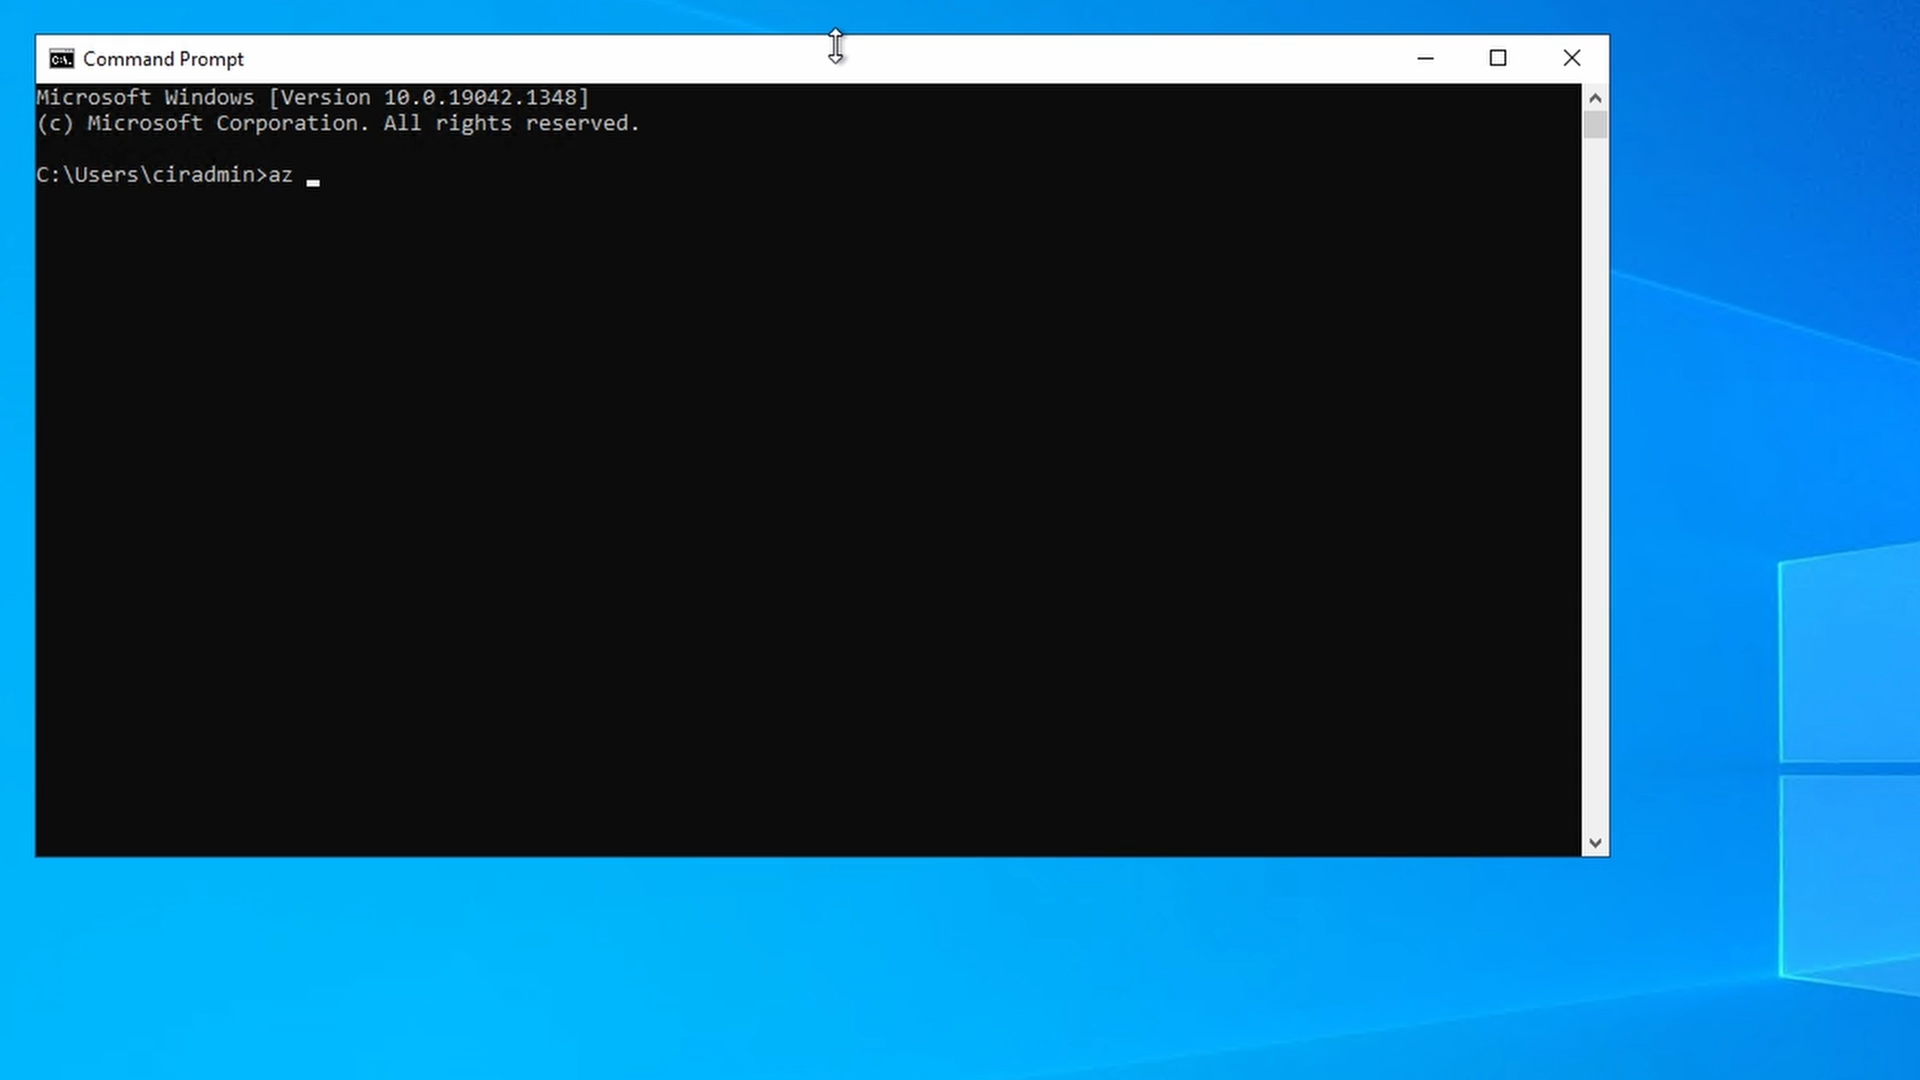 Command Prompt
Microsoft Windows [Version 10.0.19042.1348]
(c) Microsoft Corporation. All rights reserved.
C:\Users\ciradmin>az